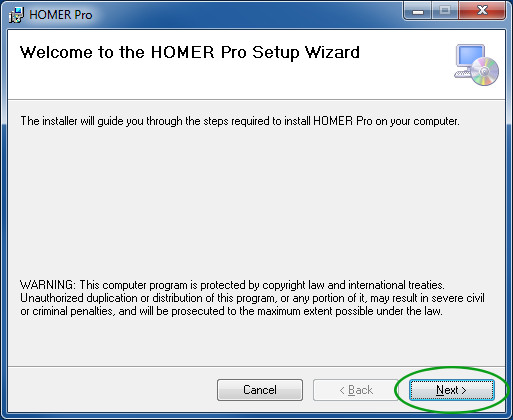 HOMER Pro
Welcome to the HOMER Pro Setup Wizard
The installer will guide you through the steps required to install HOMER Pro on your computer.
WARNING: This computer program is protected by copyright law and international treaties.
Unauthorized duplication or distribution of this program, or any portion of it, may result in severe civil
or criminal penalties, and will be prosecuted to the maximum extent possible under the law.
Cancel
< Back
Next >